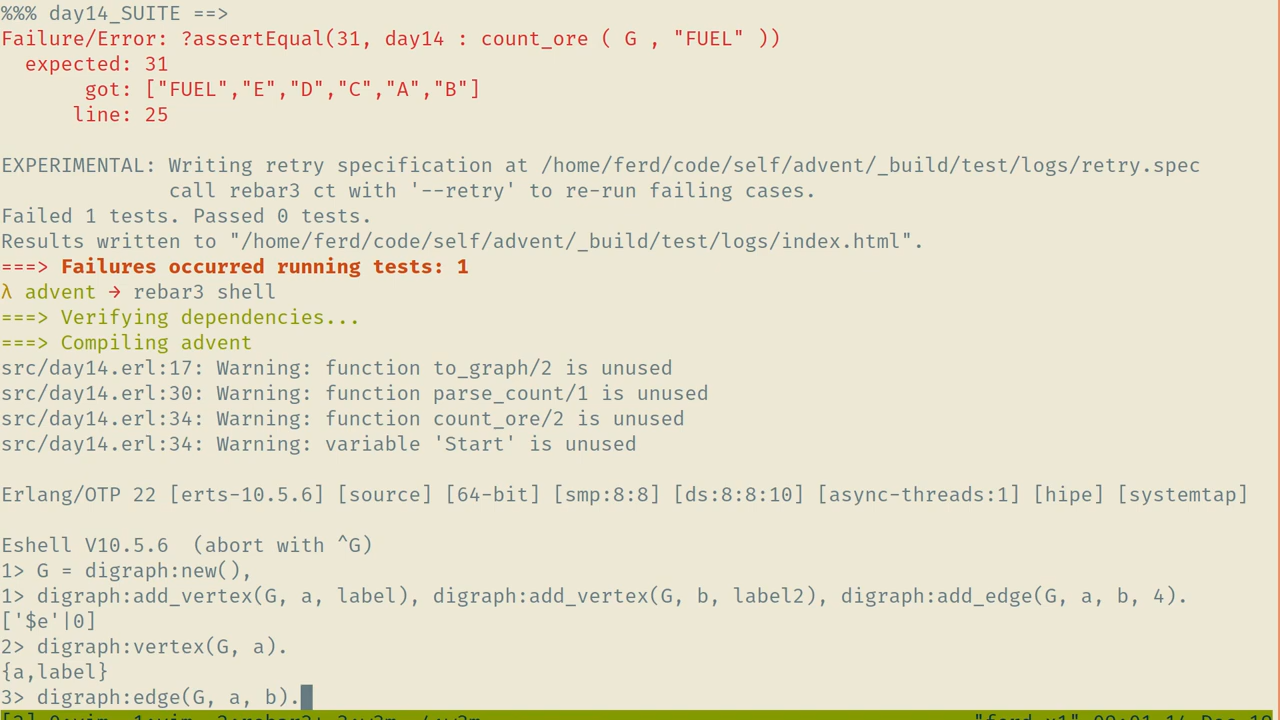 %%% day14_SUITE ==>
Failure/Error: ?assertEqual(31, day14 : count_ore ( G , "FUEL" ))
  expected: 31
       got: ["FUEL","E","D","C","A","B"]
      line: 25

EXPERIMENTAL: Writing retry specification at /home/ferd/code/self/advent/_build/test/logs/retry.spec
              call rebar3 ct with '--retry' to re-run failing cases.
Failed 1 tests. Passed 0 tests.
Results written to "/home/ferd/code/self/advent/_build/test/logs/index.html".
===> Failures occurred running tests: 1
λ advent → rebar3 shell
===> Verifying dependencies...
===> Compiling advent
src/day14.erl:17: Warning: function to_graph/2 is unused
src/day14.erl:30: Warning: function parse_count/1 is unused
src/day14.erl:34: Warning: function count_ore/2 is unused
src/day14.erl:34: Warning: variable 'Start' is unused

Erlang/OTP 22 [erts-10.5.6] [source] [64-bit] [smp:8:8] [ds:8:8:10] [async-threads:1] [hipe] [systemtap]

Eshell V10.5.6  (abort with ^G)
1> G = digraph:new(),
1> digraph:add_vertex(G, a, label), digraph:add_vertex(G, b, label2), digraph:add_edge(G, a, b, 4).
['$e'|0]
2> digraph:vertex(G, a).
{a,label}
3> digraph:edge(G, a, b).